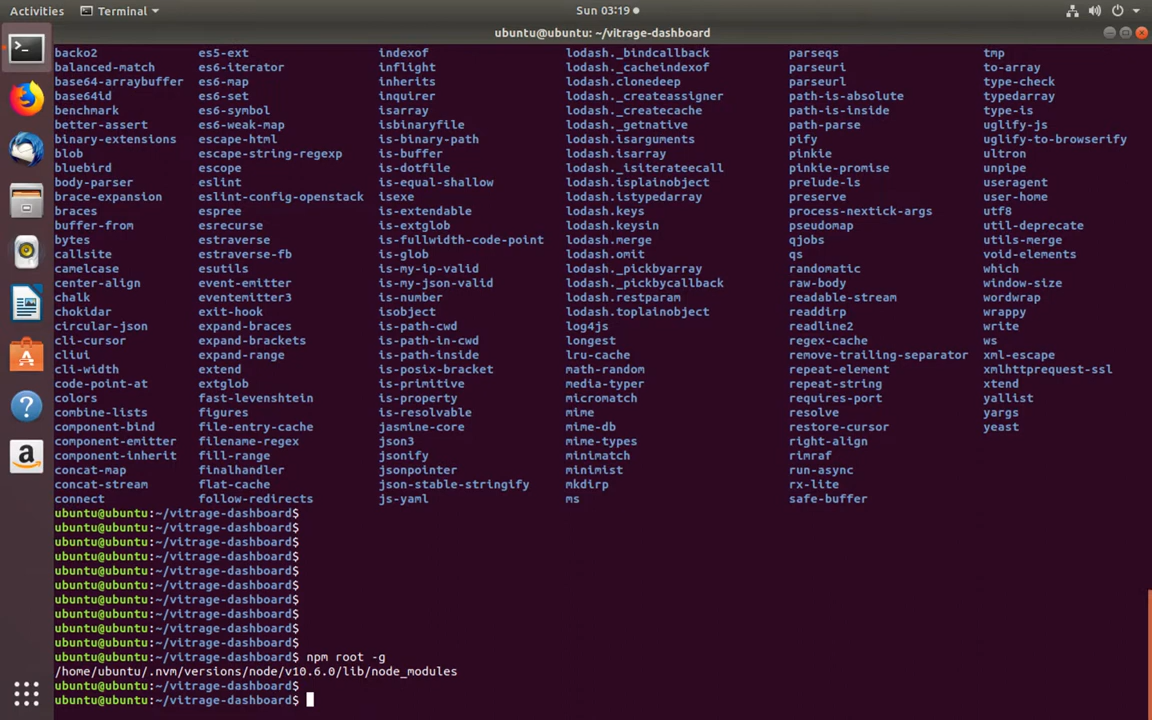 Activities Terminal Sun 03:19
ubuntu@ubuntu: ~/vitrage-dashboard
backo2 es5-ext indexof lodash._bindcallback parseqs tmp
balanced-match es6-iterator inflight lodash._cacheindexof parseuri to-array
base64-arraybuffer es6-map inherits lodash.clonedeep parseurl type-check
base64id es6-set inquirer lodash._createassigner path-is-absolute typedarray
benchmark es6-symbol isarray lodash._createcache path-is-inside type-is
better-assert es6-weak-map isbinaryfile lodash._getnative path-parse uglify-js
binary-extensions escape-html is-binary-path lodash.isarguments pify uglify-to-browserify
blob escape-string-regexp is-buffer lodash.isarray pinkie ultron
bluebird escope is-dotfile lodash._isiterateecall pinkie-promise unpipe
body-parser eslint is-equal-shallow lodash.isplainobject prelude-ls useragent
brace-expansion eslint-config-openstack isexe lodash.istypedarray preserve user-home
braces espree is-extendable lodash.keys process-nextick-args utf8
buffer-from esrecurse is-extglob lodash.keysin pseudomap util-deprecate
bytes estraverse is-fullwidth-code-point lodash.merge qjobs utils-merge
callsite estraverse-fb is-glob lodash.omit qs void-elements
camelcase esutils is-my-ip-valid lodash._pickbyarray randomatic which
center-align event-emitter is-my-json-valid lodash._pickbycallback raw-body window-size
chalk eventemitter3 is-number lodash.restparam readable-stream wordwrap
chokidar exit-hook isobject lodash.toplainobject readdirp wrappy
circular-json expand-braces is-path-cwd log4js readline2 write
cli-cursor expand-brackets is-path-in-cwd longest regex-cache ws
cliui expand-range is-path-inside lru-cache remove-trailing-separator xml-escape
cli-width extend is-posix-bracket math-random repeat-element xmlhttprequest-ssl
code-point-at extglob is-primitive media-typer repeat-string xtend
colors fast-levenshtein is-property micromatch requires-port yallist
combine-lists figures is-resolvable mime resolve yargs
component-bind file-entry-cache jasmine-core mime-db restore-cursor yeast
component-emitter filename-regex json3 mime-types right-align
component-inherit fill-range jsonify minimatch rimraf
concat-map finalhandler jsonpointer minimist run-async
concat-stream flat-cache json-stable-stringify mkdirp rx-lite
connect follow-redirects js-yaml ms safe-buffer
ubuntu@ubuntu:~/vitrage-dashboard$
ubuntu@ubuntu:~/vitrage-dashboard$
ubuntu@ubuntu:~/vitrage-dashboard$
ubuntu@ubuntu:~/vitrage-dashboard$
ubuntu@ubuntu:~/vitrage-dashboard$
ubuntu@ubuntu:~/vitrage-dashboard$
ubuntu@ubuntu:~/vitrage-dashboard$
ubuntu@ubuntu:~/vitrage-dashboard$
ubuntu@ubuntu:~/vitrage-dashboard$
ubuntu@ubuntu:~/vitrage-dashboard$
ubuntu@ubuntu:~/vitrage-dashboard$ npm root -g
/home/ubuntu/.nvm/versions/node/v10.6.0/lib/node_modules
ubuntu@ubuntu:~/vitrage-dashboard$
ubuntu@ubuntu:~/vitrage-dashboard$